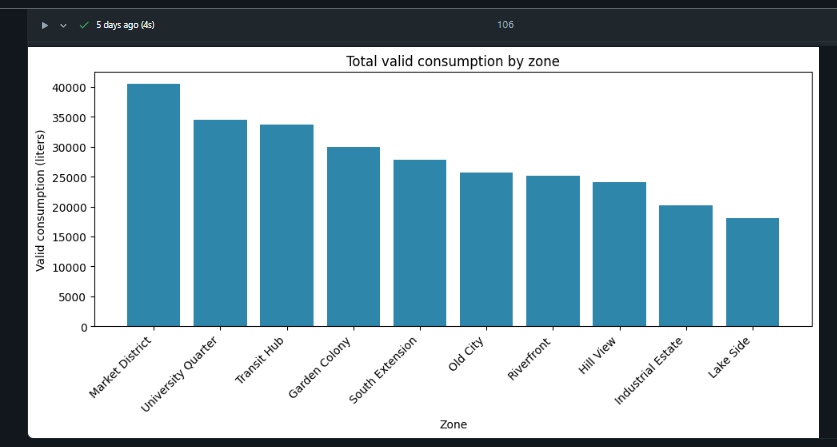 5 days ago (4s)
106
Total valid consumption by zone
Valid consumption (liters)
40000
35000
30000
25000
20000
15000
10000
5000
0
Market District
University Quarter
Transit Hub
Garden Colony
South Extension
Old City
Riverfront
Hill View
Industrial Estate
Lake Side
Zone